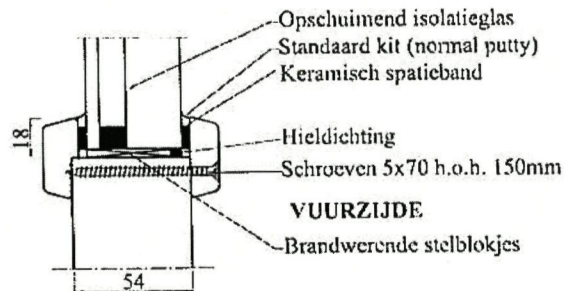 Opschuimend isolatieglas
Standaard kit (normal putty)
Keramisch spatieband
18
Hieldichting
Schroeven 5x70 h.o.h. 150mm
VUURZIJDE
Brandwerende stelblokjes
54